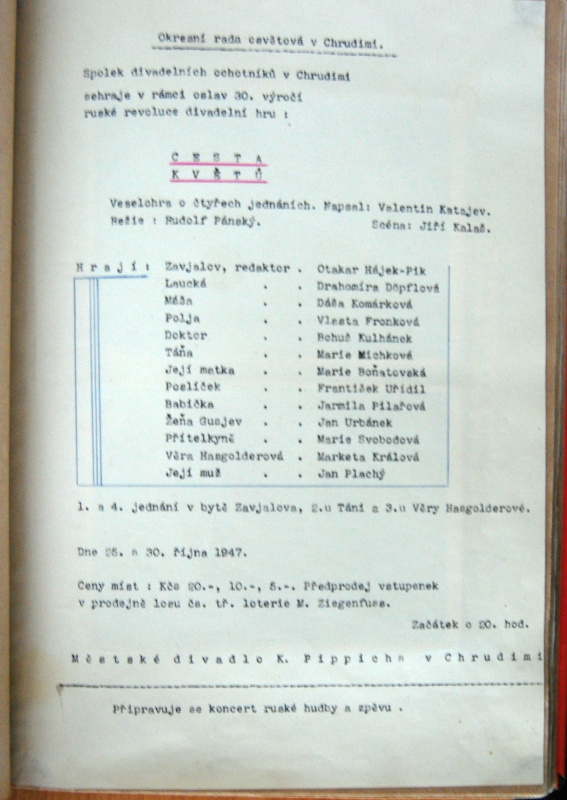 Okresní rada osvětová v Chrudimi.
Spolek divadelních ochotníků v Chrudimi
sehraje v rámci oslav 30. výročí
ruské revoluce divadelní hru :
C E S T A
K V Ě T Ů
Veselohra o čtyřech jednáních. Napsal: Valentin Katajev.
Režie : Rudolf Pánský. Scéna: Jiří Kalaš.
H r a j í : Zavjalov, redaktor . Otakar Hájek-Pik
Laucká . . Drahomíra Döpflová
Máša . . Dáša Komárková
Polja . . Vlasta Fronková
Doktor . . Bohuš Kulhánek
Táňa . . Marie Michková
Její matka . . Marie Boňatovská
Poslíček . . František Uřídil
Babička . . Jarmila Pilařová
Žeňa Gusjev . . Jan Urbánek
Přítelkyně . . Marie Svobodová
Věra Hasgolderová . Marketa Králová
Její muž . . Jan Plachý
1. a 4. jednání v bytě Zavjalova, 2.u Táni a 3.u Věry Hasgolderové.
Dne 25. a 30. října 1947.
Ceny míst : Kčs 20.-, 10.-, 5.-. Předprodej vstupenek
v prodejně losu čs. tř. loterie M. Ziegenfuss.
Začátek o 20. hod.
M ě s t s k é d i v a d l o K. P i p p i c h a v C h r u d i m i
Připravuje se koncert ruské hudby a zpěvu .